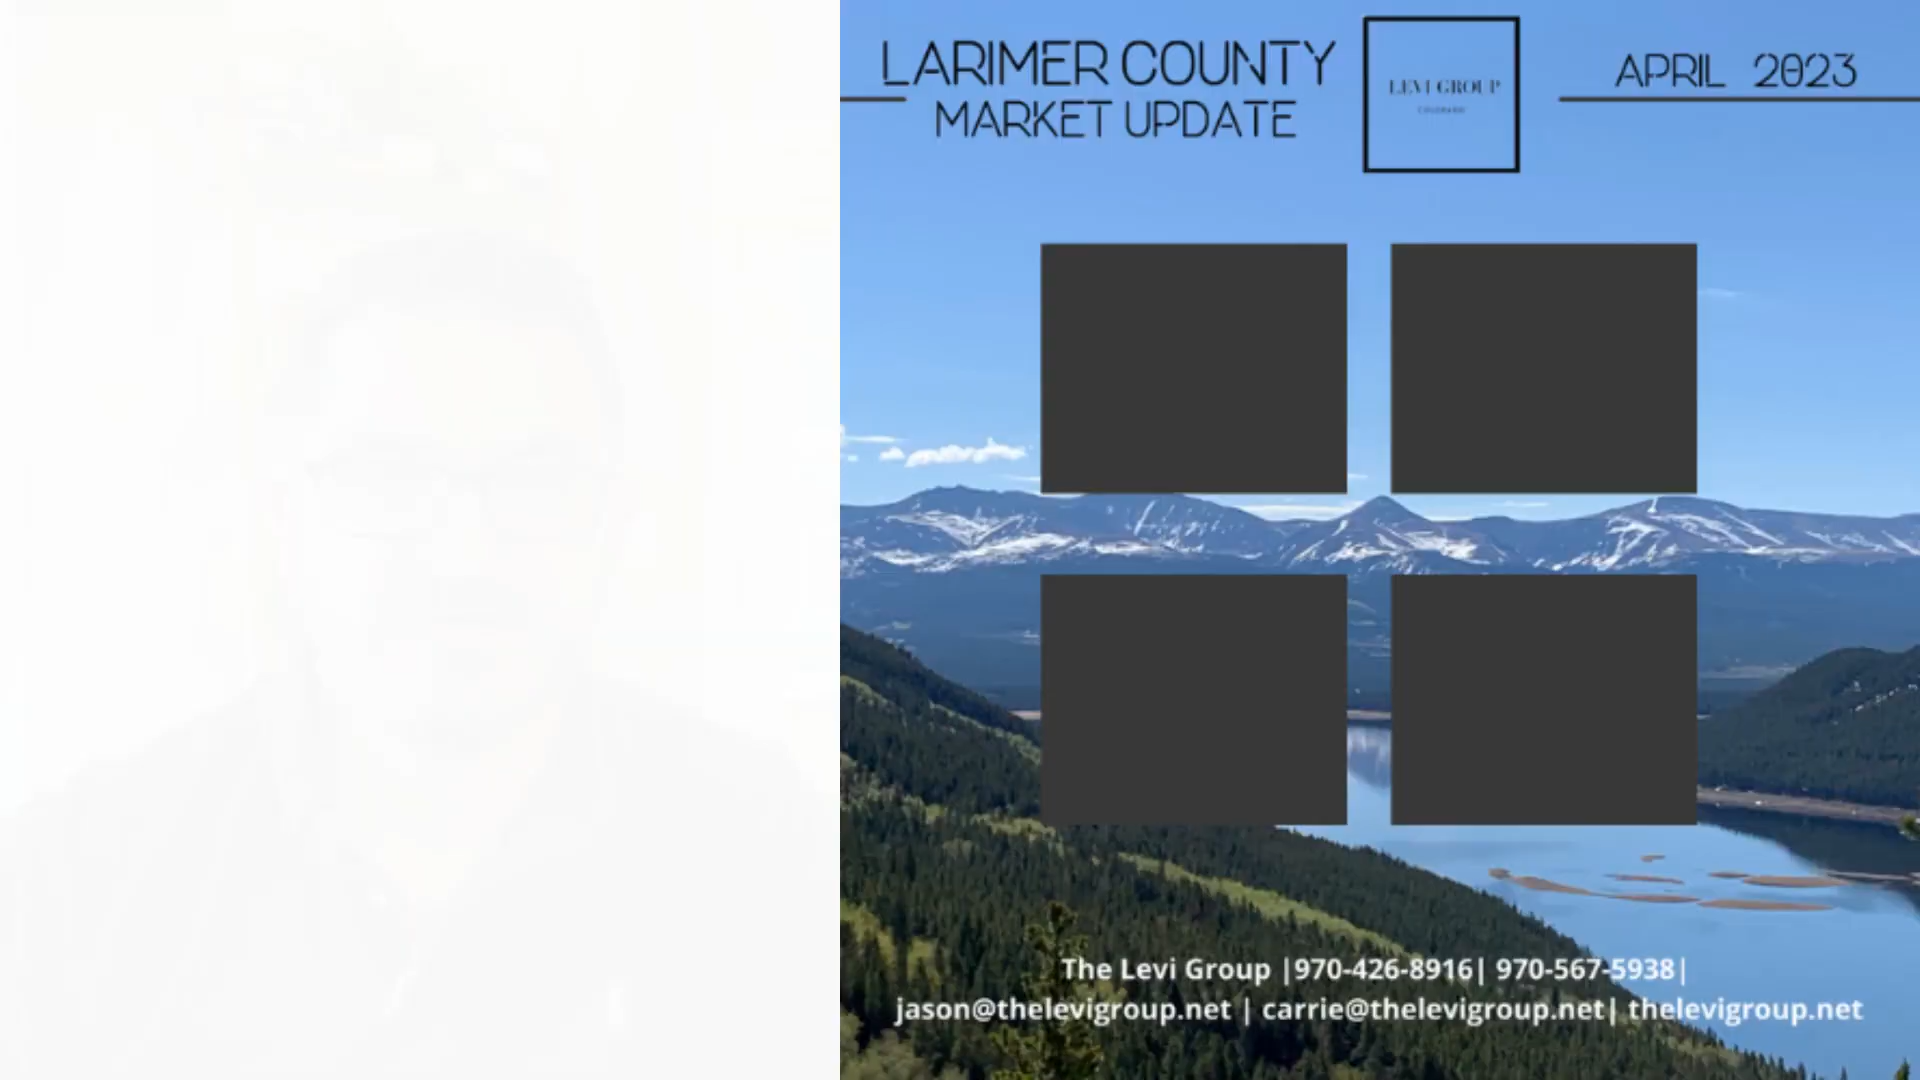 LARIMER COUNTY
MARKET UPDATE
LEVI GROUP
COLORADO
APRIL 2023
The Levi Group |970-426-8916| 970-567-5938|
jason@thelevigroup.net | carrie@thelevigroup.net| thelevigroup.net